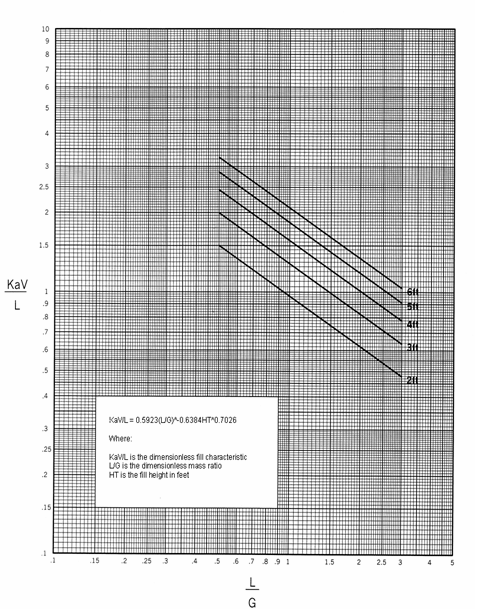 10
9
8
7
6
5
4
3
2.5
2
1.5
1
.9
.8
.7
.6
.5
.4
.3
.25
.2
.15
.1
KaV
L
6ft
5ft
4ft
3ft
2ft
KaV/L = 0.5923(L/G)^-0.6384HT^0.7026
Where:
KaV/L is the dimensionless fill characteristic
L/G is the dimensionless mass ratio
HT is the fill height in feet
.1 .15 .2 .25 .3 .4 .5 .6 .7 .8 .9 1 1.5 2 2.5 3 4 5
L
G